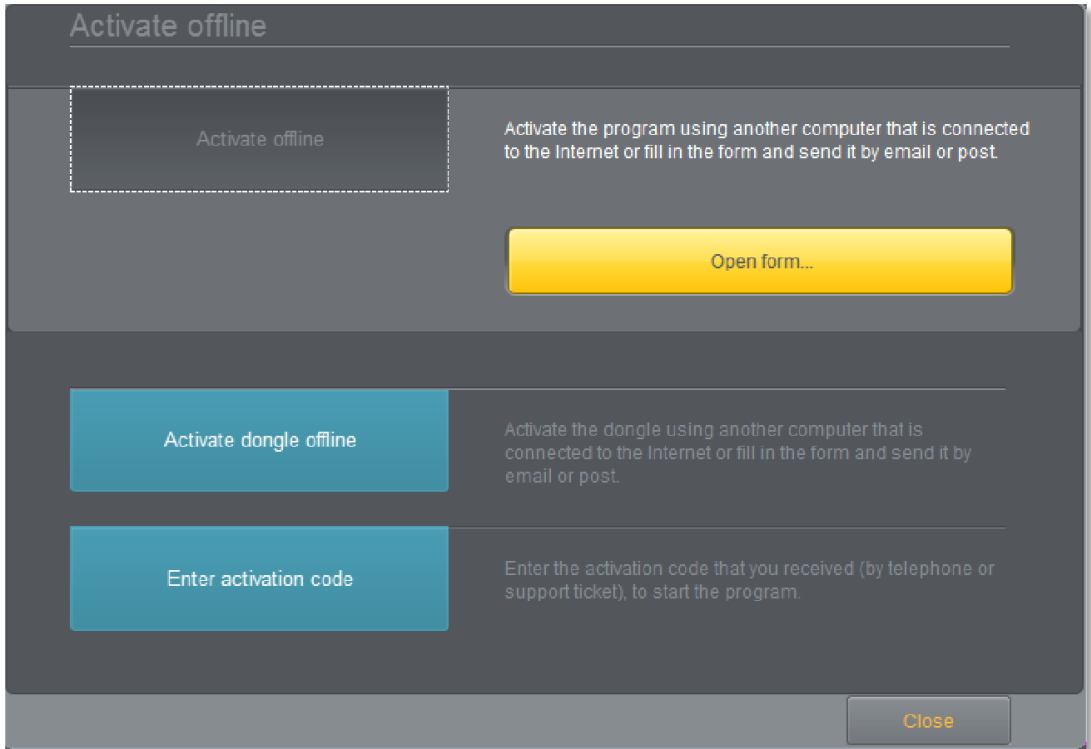 Activate offline
Activate offline
Activate the program using another computer that is connected
to the Internet or fill in the form and send it by email or post.
Open form...
Activate dongle offline
Activate the dongle using another computer that is
connected to the Internet or fill in the form and send it by
email or post.
Enter activation code
Enter the activation code that you received (by telephone or
support ticket), to start the program.
Close